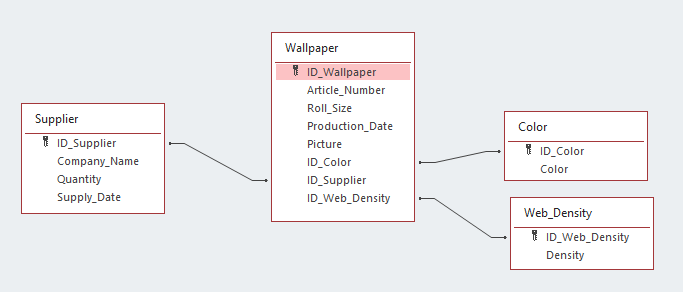 Supplier
ID_Supplier
Company_Name
Quantity
Supply_Date
Wallpaper
ID_Wallpaper
Article_Number
Roll_Size
Production_Date
Picture
ID_Color
ID_Supplier
ID_Web_Density
Color
ID_Color
Color
Web_Density
ID_Web_Density
Density